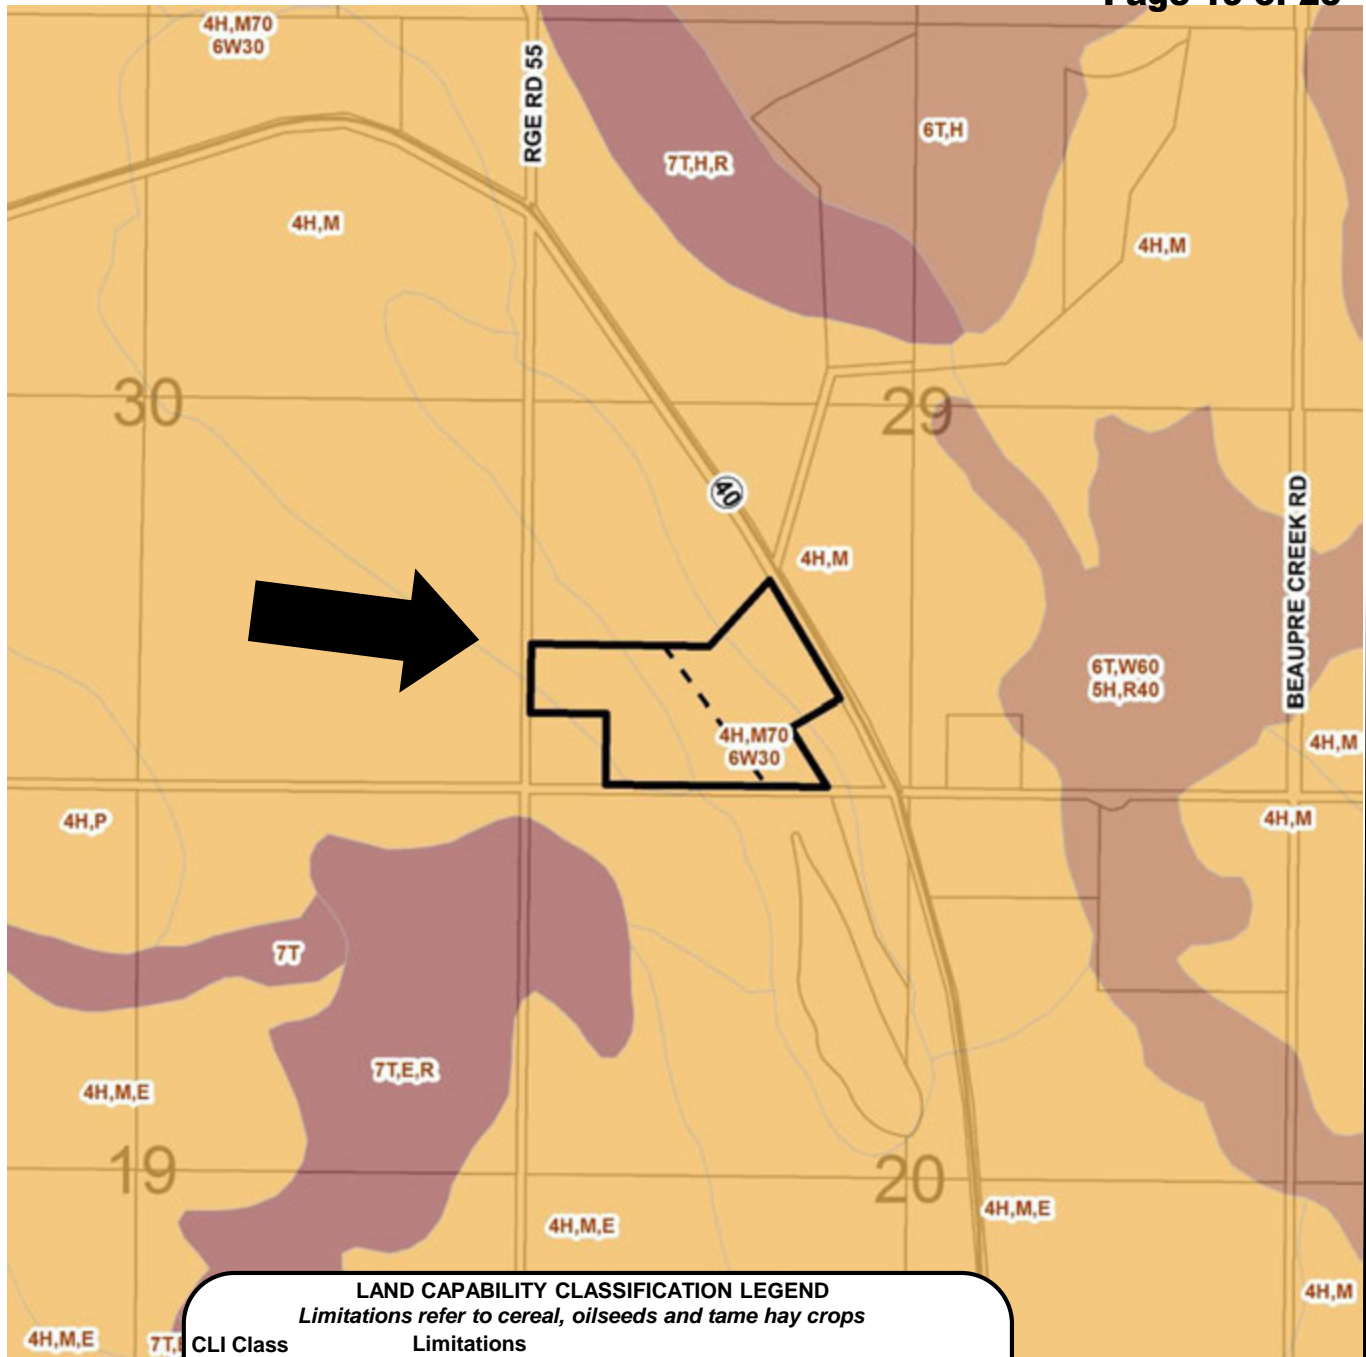 4H,M70
6W30
RGE RD 55
7T,H,R
6T,H
4H,M
4H,M
30
29
40
BEAUPRE CREEK RD
4H,M
6T,W60
5H,R40
4H,M70
6W30
4H,M
4H,P
4H,M
7T
7T,E,R
4H,M,E
19
20
4H,M,E
4H,M,E
4H,M
4H,M,E
LAND CAPABILITY CLASSIFICATION LEGEND
Limitations refer to cereal, oilseeds and tame hay crops
CLI Class Limitations